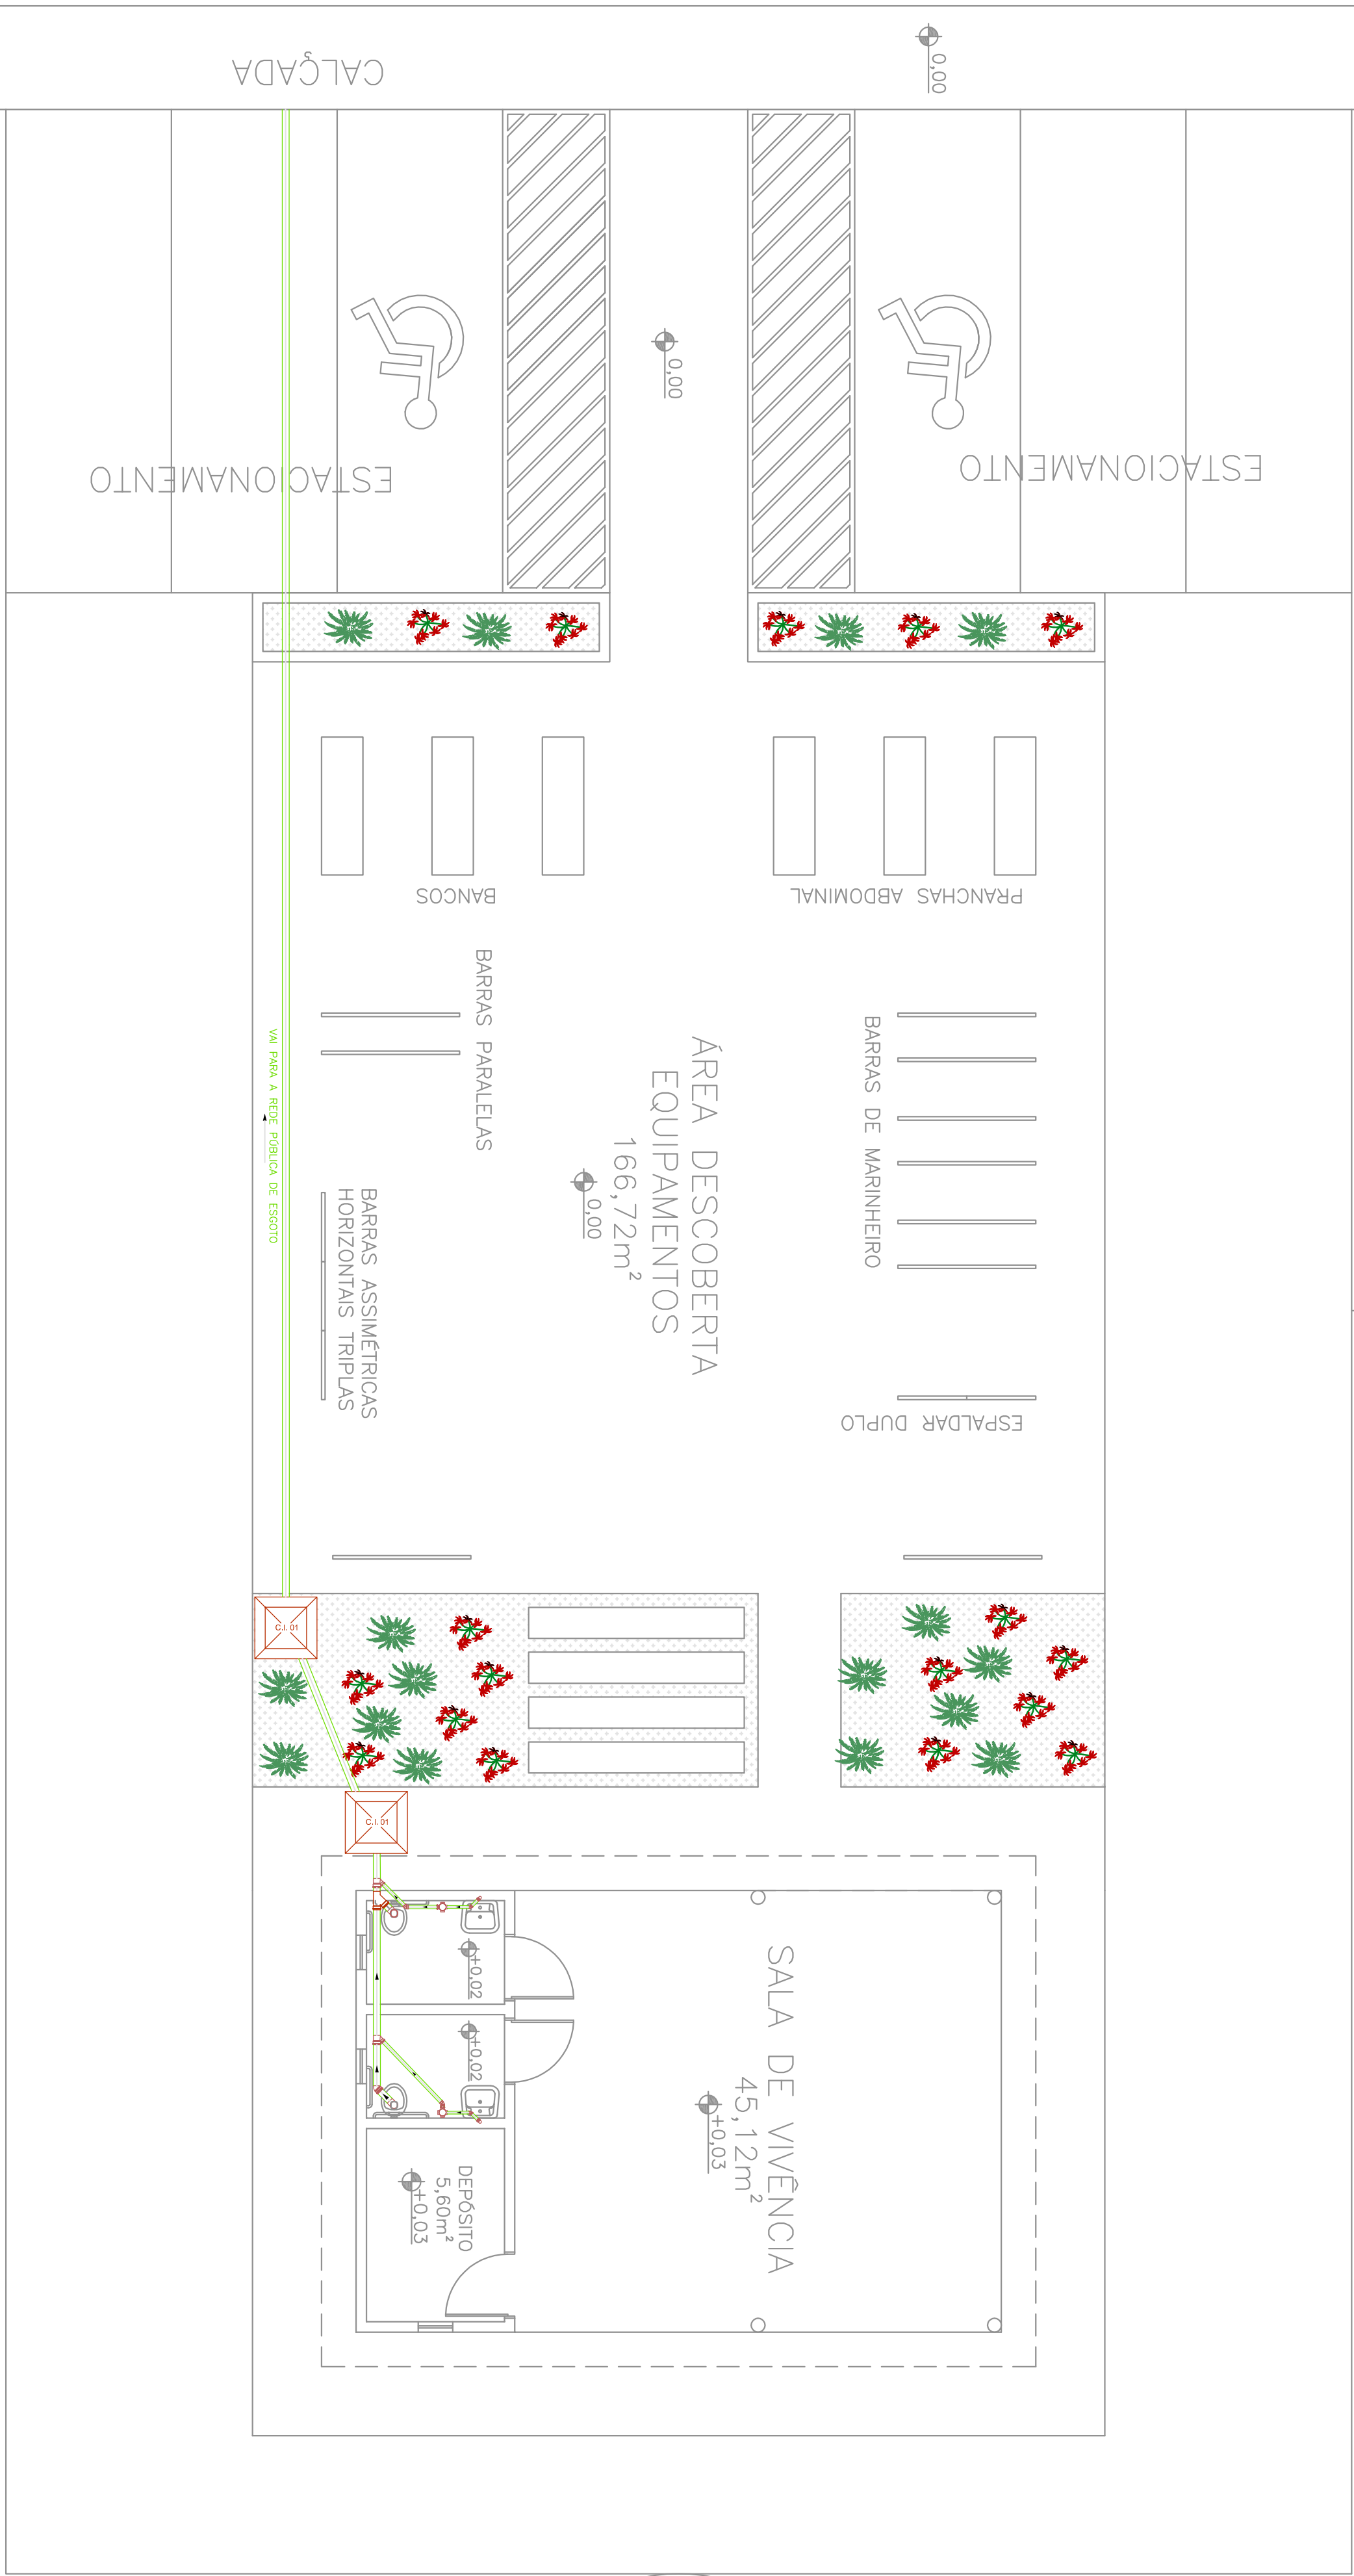 CALÇADA
0,00
0,00
ESTACIONAMENTO
ESTACIONAMENTO
BANCOS
PRANCHAS ABDOMINAL
BARRAS PARALELAS
BARRAS DE MARINHEIRO
ÁREA DESCOBERTA
EQUIPAMENTOS
166,72m²
0,00
VAI PARA A REDE PÚBLICA DE ESGOTO
BARRAS ASSIMÉTRICAS
HORIZONTAIS TRIPLAS
ESPALDAR DUPLO
C.I. 01
C.I. 01
+0,02
+0,02
SALA DE VIVÊNCIA
45,12m²
+0,03
DEPÓSITO
5,60m²
+0,03